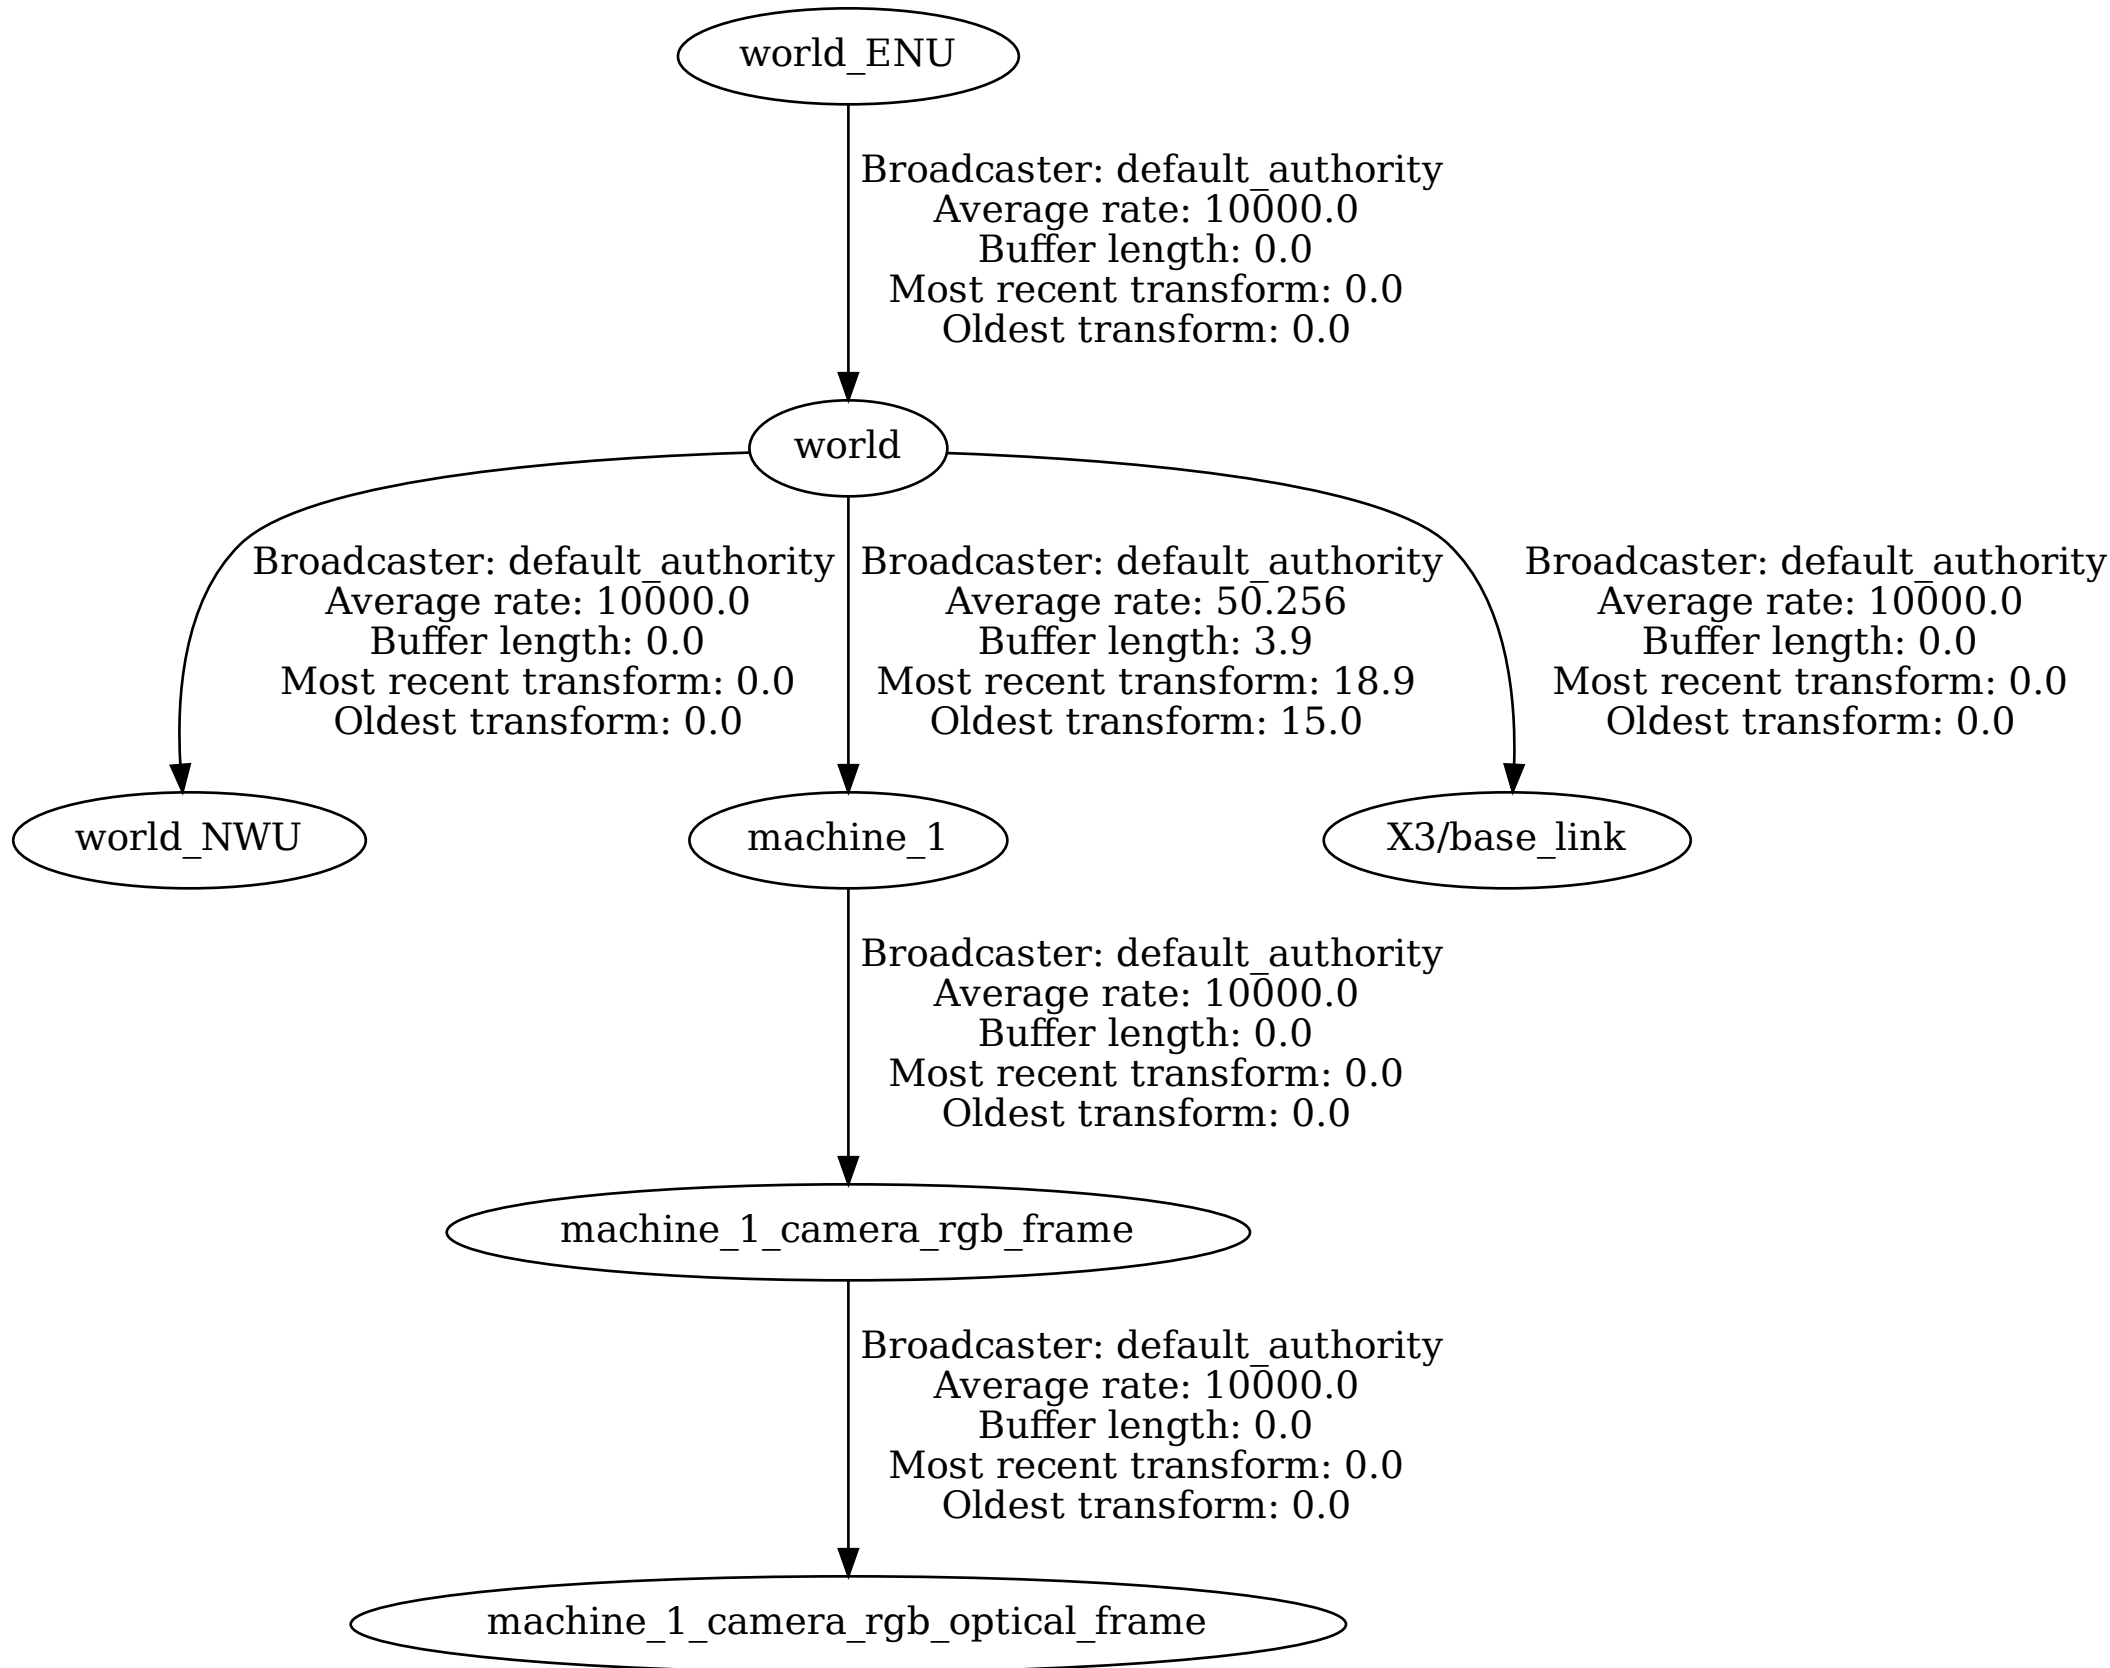 world_ENU
Broadcaster: default_authority
Average rate: 10000.0
Buffer length: 0.0
Most recent transform: 0.0
Oldest transform: 0.0
world
Broadcaster: default_authority
Average rate: 10000.0
Buffer length: 0.0
Most recent transform: 0.0
Oldest transform: 0.0
Broadcaster: default_authority
Average rate: 50.256
Buffer length: 3.9
Most recent transform: 18.9
Oldest transform: 15.0
Broadcaster: default_authority
Average rate: 10000.0
Buffer length: 0.0
Most recent transform: 0.0
Oldest transform: 0.0
world_NWU
machine_1
X3/base_link
Broadcaster: default_authority
Average rate: 10000.0
Buffer length: 0.0
Most recent transform: 0.0
Oldest transform: 0.0
machine_1_camera_rgb_frame
Broadcaster: default_authority
Average rate: 10000.0
Buffer length: 0.0
Most recent transform: 0.0
Oldest transform: 0.0
machine_1_camera_rgb_optical_frame